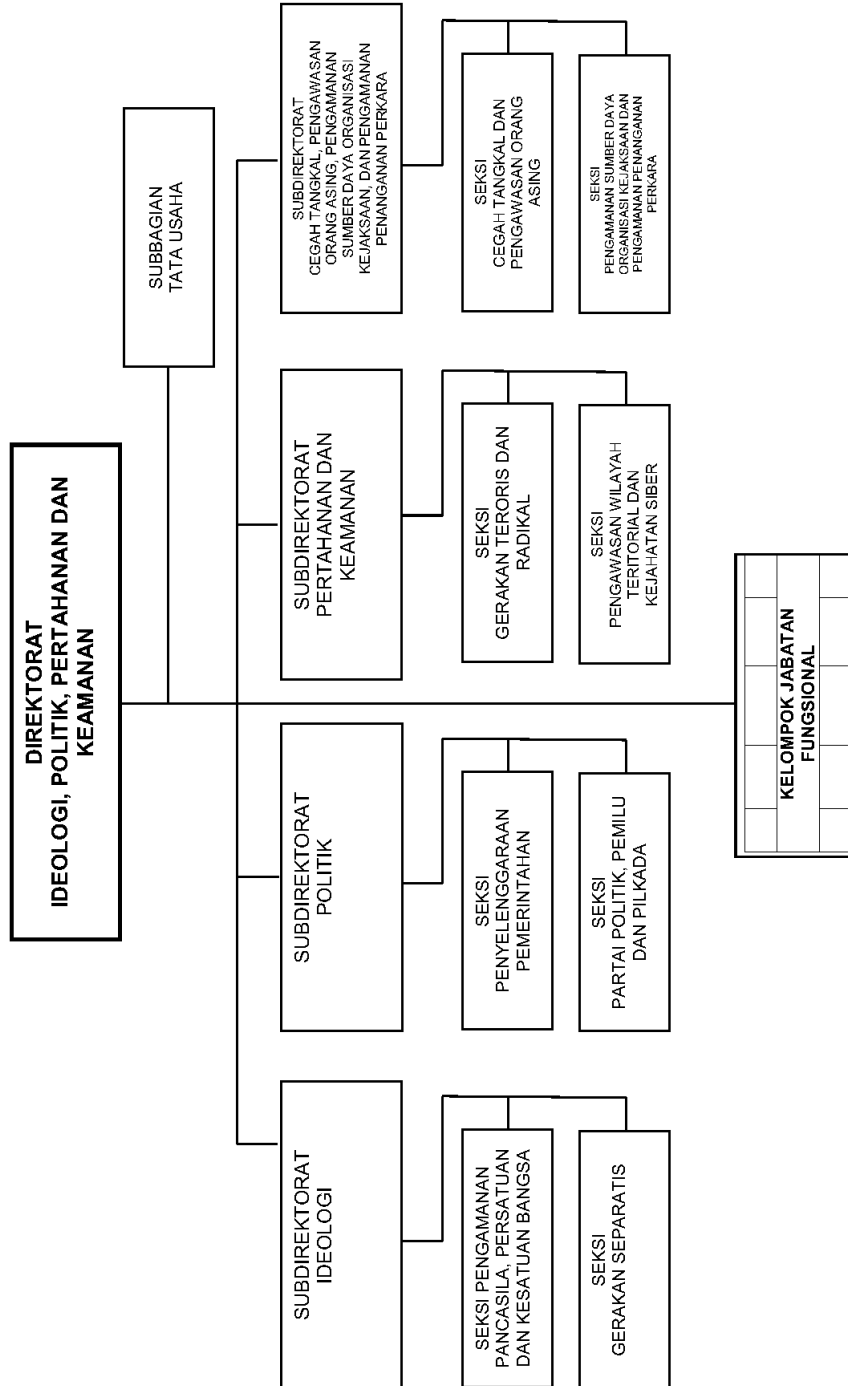 DIREKTORAT
IDEOLOGI, POLITIK, PERTAHANAN DAN
KEAMANAN
SUBBAGIAN
TATA USAHA
SUBDIREKTORAT
IDEOLOGI
SUBDIREKTORAT
POLITIK
SUBDIREKTORAT
PERTAHANAN DAN
KEAMANAN
SUBDIREKTORAT
CEGAH TANGKAL, PENGAWASAN
ORANG ASING, PENGAMANAN
SUMBER DAYA ORGANISASI
KEJAKSAAN, DAN PENGAMANAN
PENANGANAN PERKARA
SEKSI PENGAMANAN
PANCASILA, PERSATUAN
DAN KESATUAN BANGSA
SEKSI
PENYELENGGARAAN
PEMERINTAHAN
SEKSI
GERAKAN TERORIS DAN
RADIKAL
SEKSI
CEGAH TANGKAL DAN
PENGAWASAN ORANG
ASING
SEKSI
GERAKAN SEPARATIS
SEKSI
PARTAI POLITIK, PEMILU
DAN PILKADA
SEKSI
PENGAWASAN WILAYAH
TERITORIAL DAN
KEJAHATAN SIBER
SEKSI
PENGAMANAN SUMBER DAYA
ORGANISASI KEJAKSAAN DAN
PENGAMANAN PENANGANAN
PERKARA
KELOMPOK JABATAN
FUNGSIONAL